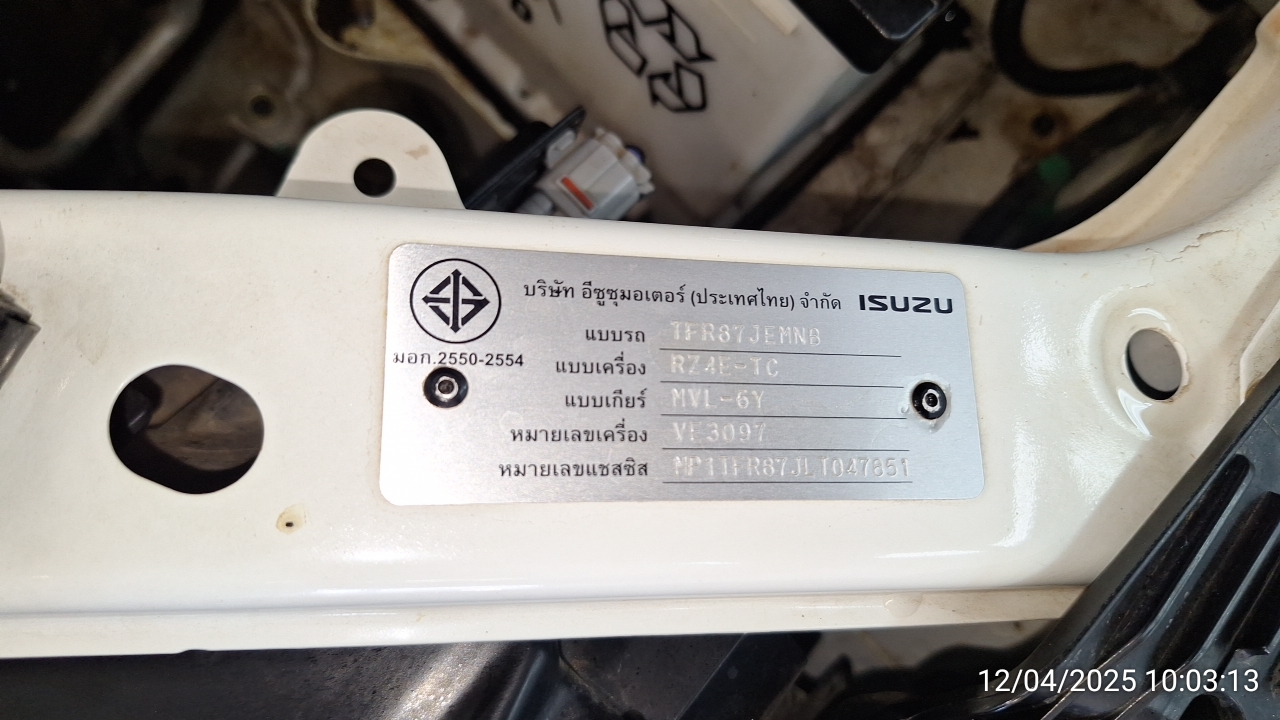 บริษัท อีซูซุมอเตอร์ (ประเทศไทย) จำกัด ISUZU
มอก.2550-2554
แบบรถ TFR87JEMNB
แบบเครื่อง RZ4E-TC
แบบเกียร์ MVL-6Y
หมายเลขเครื่อง VF3097
หมายเลขแชสซิส MP1TFR87JLT047851
12/04/2025 10:03:13